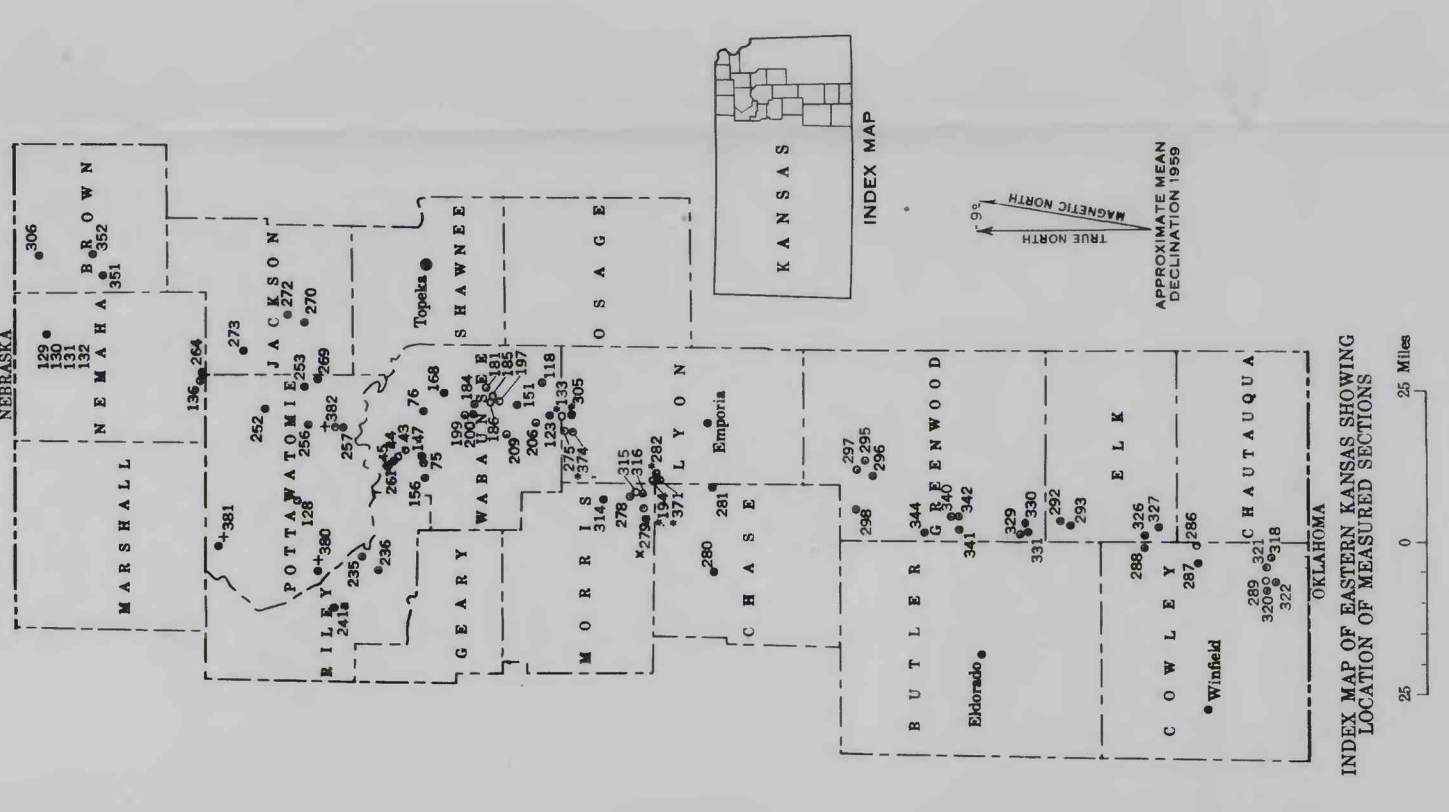 NEBRASKA
MARSHALL
NEMAHA
BROWN
129
130
131
132
306
351
352
136
264
JACKSON
273
272
270
253
269
252
POTTAWATOMIE
256
+382
257
128
+381
+380
RILEY
241a
235
236
45
44
43
261
147
75
156
76
168
Topeka
SHAWNEE
WABAUNSEE
199
200
184
181
185
197
186
209
151
118
206
123
*133
305
275
*374
GEARY
OSAGE
MORRIS
314
315
316
278
x279
*282
*194
*371
LYON
Emporia
281
280
CHASE
297
295
296
298
GREENWOOD
344
340
342
341
329
330
331
292
293
BUTLER
Eldorado
ELK
326
327
288
286
287
COWLEY
Winfield
CHAUTAUQUA
321
318
289
320
322
OKLAHOMA
KANSAS
INDEX MAP
-9°
TRUE NORTH
MAGNETIC NORTH
APPROXIMATE MEAN
DECLINATION 1959
INDEX MAP OF EASTERN KANSAS SHOWING
LOCATION OF MEASURED SECTIONS
25 0 25 Miles